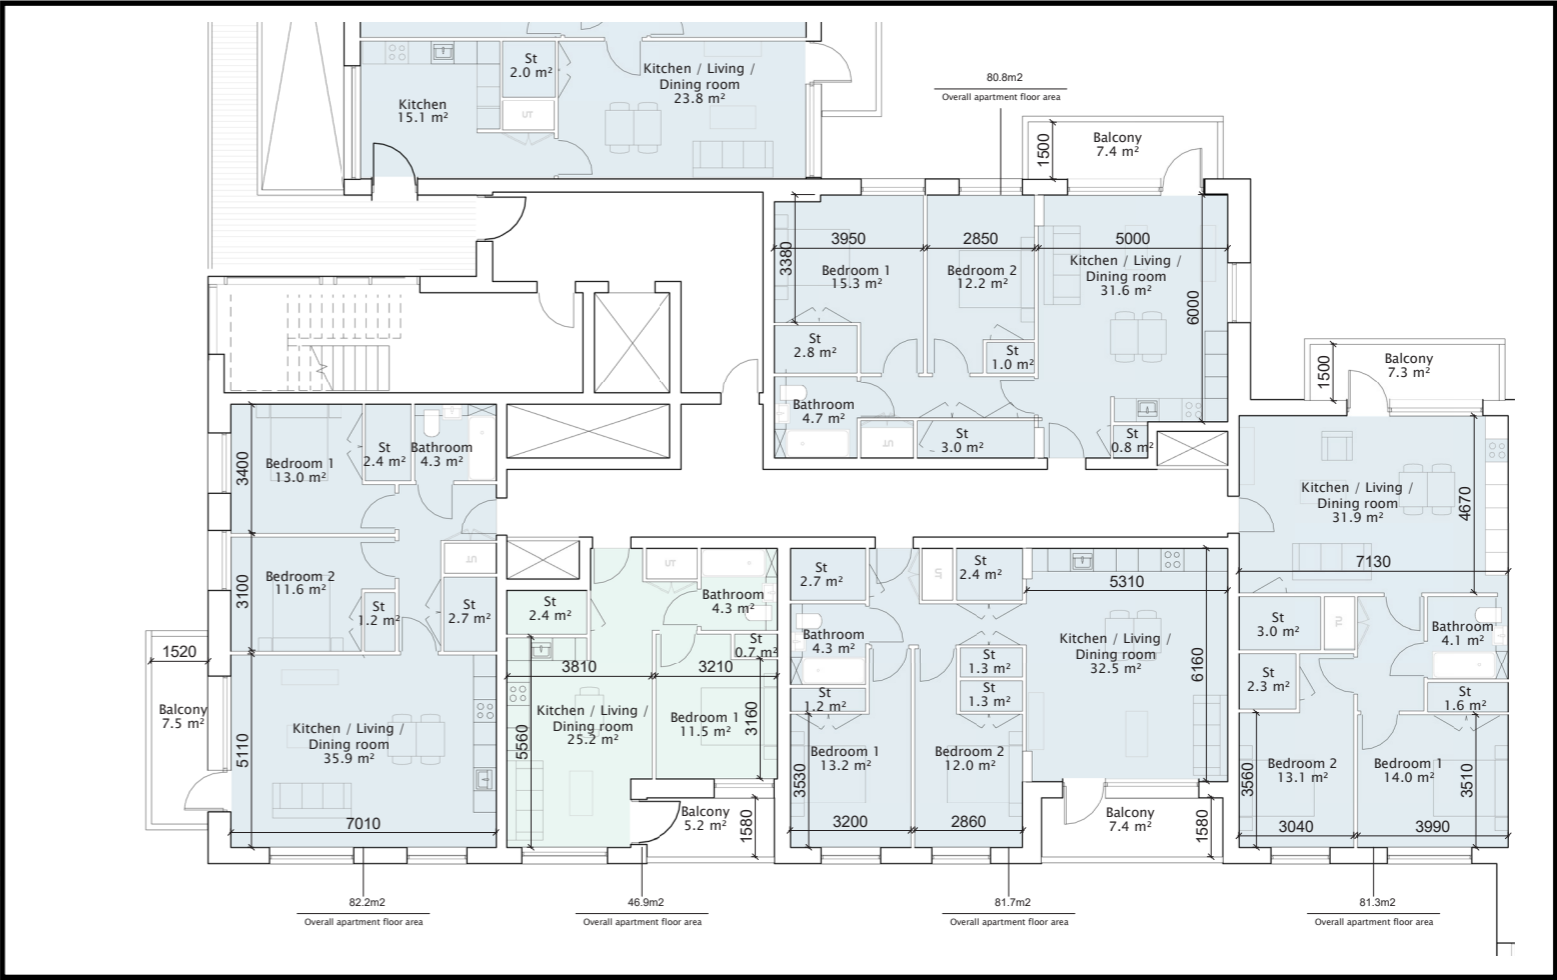 St
2.0 m²
Kitchen / Living /
Dining room
23.8 m²
Kitchen
15.1 m²
UT
80.8m2
Overall apartment floor area
1500
Balcony
7.4 m²
3950
2850
5000
3380
Bedroom 1
15.3 m²
Bedroom 2
12.2 m²
Kitchen / Living /
Dining room
31.6 m²
6000
St
2.8 m²
St
1.0 m²
Bathroom
4.7 m²
UT
St
3.0 m²
St
0.8 m²
1500
Balcony
7.3 m²
Kitchen / Living /
Dining room
31.9 m²
4670
7130
St
3.0 m²
UT
Bathroom
4.1 m²
St
2.3 m²
St
1.6 m²
3560
Bedroom 2
13.1 m²
Bedroom 1
14.0 m²
3510
3040
3990
3400
Bedroom 1
13.0 m²
St
2.4 m²
Bathroom
4.3 m²
3100
Bedroom 2
11.6 m²
UT
St
1.2 m²
St
2.7 m²
1520
Balcony
7.5 m²
5110
Kitchen / Living /
Dining room
35.9 m²
7010
UT
St
2.4 m²
Bathroom
4.3 m²
St
0.7 m²
3810
3210
5560
Kitchen / Living /
Dining room
25.2 m²
Bedroom 1
11.5 m²
3160
Balcony
5.2 m²
1580
St
2.7 m²
UT
St
2.4 m²
5310
Bathroom
4.3 m²
Kitchen / Living /
Dining room
32.5 m²
6160
St
1.3 m²
St
1.3 m²
St
1.2 m²
3530
Bedroom 1
13.2 m²
Bedroom 2
12.0 m²
3200
2860
Balcony
7.4 m²
1580
82.2m2
Overall apartment floor area
46.9m2
Overall apartment floor area
81.7m2
Overall apartment floor area
81.3m2
Overall apartment floor area